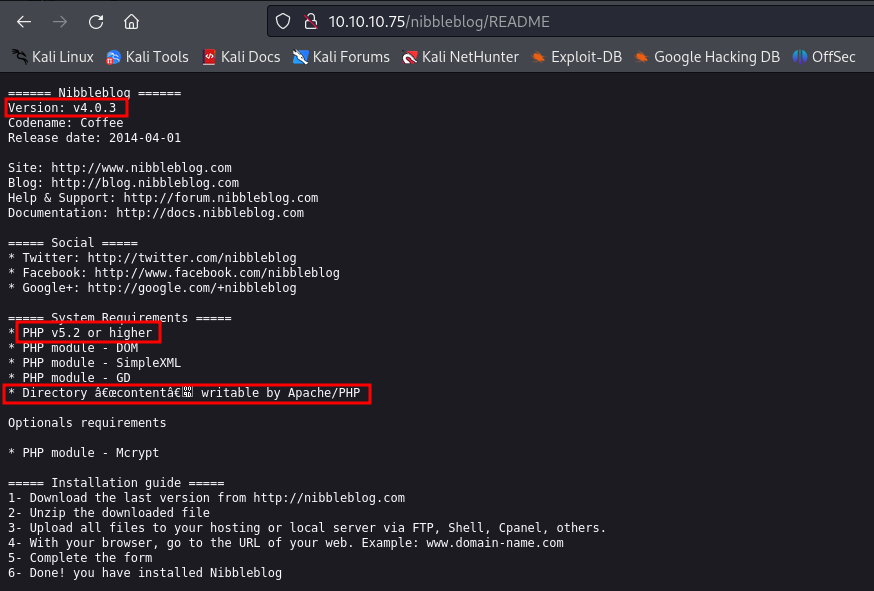 10.10.10.75/nibbleblog/README
Kali Linux Kali Tools Kali Docs Kali Forums Kali NetHunter Exploit-DB Google Hacking DB OffSec
====== Nibbleblog ======
Version: v4.0.3
Codename: Coffee
Release date: 2014-04-01
Site: http://www.nibbleblog.com
Blog: http://blog.nibbleblog.com
Help & Support: http://forum.nibbleblog.com
Documentation: http://docs.nibbleblog.com
===== Social =====
* Twitter: http://twitter.com/nibbleblog
* Facebook: http://www.facebook.com/nibbleblog
* Google+: http://google.com/+nibbleblog
===== System Requirements =====
* PHP v5.2 or higher
* PHP module - DOM
* PHP module - SimpleXML
* PHP module - GD
* Directory â€œcontentâ€ writable by Apache/PHP
Optionals requirements
* PHP module - Mcrypt
===== Installation guide =====
1- Download the last version from http://nibbleblog.com
2- Unzip the downloaded file
3- Upload all files to your hosting or local server via FTP, Shell, Cpanel, others.
4- With your browser, go to the URL of your web. Example: www.domain-name.com
5- Complete the form
6- Done! you have installed Nibbleblog